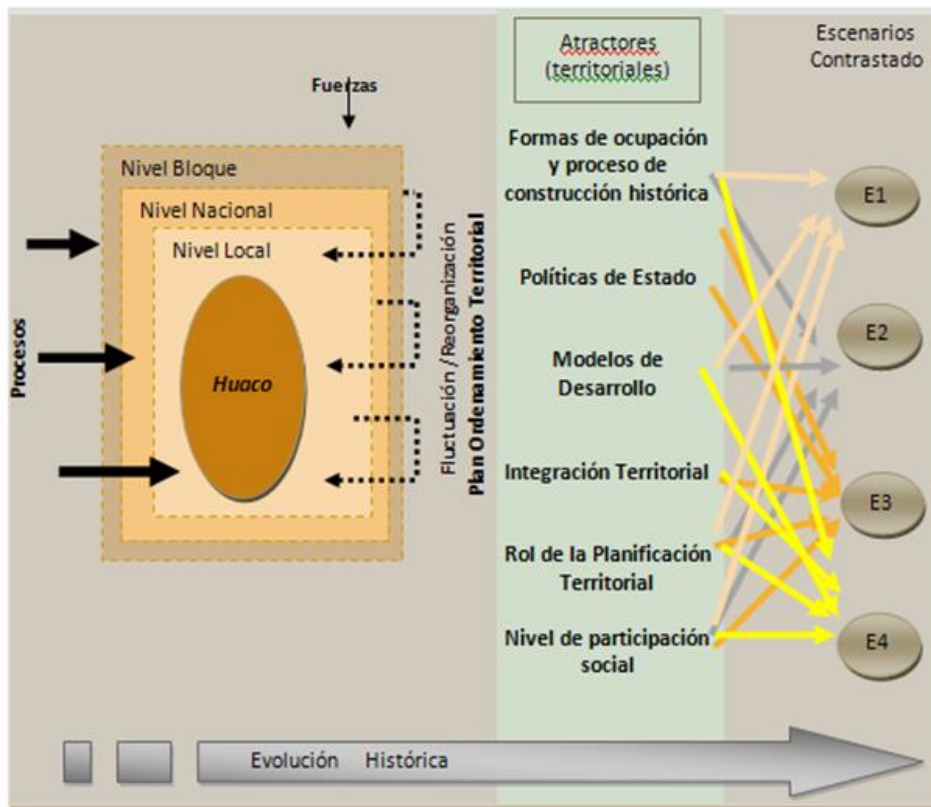 Fuerzas
Nivel Bloque
Nivel Nacional
Nivel Local
Huaco
Procesos
Fluctuación / Reorganización
Plan Ordenamiento Territorial
Atractores
(territoriales)
Formas de ocupación
y proceso de
construcción histórica
Políticas de Estado
Modelos de
Desarrollo
Integración Territorial
Rol de la Planificación
Territorial
Nivel de participación
social
Escenarios
Contrastado
E1
E2
E3
E4
Evolución Histórica